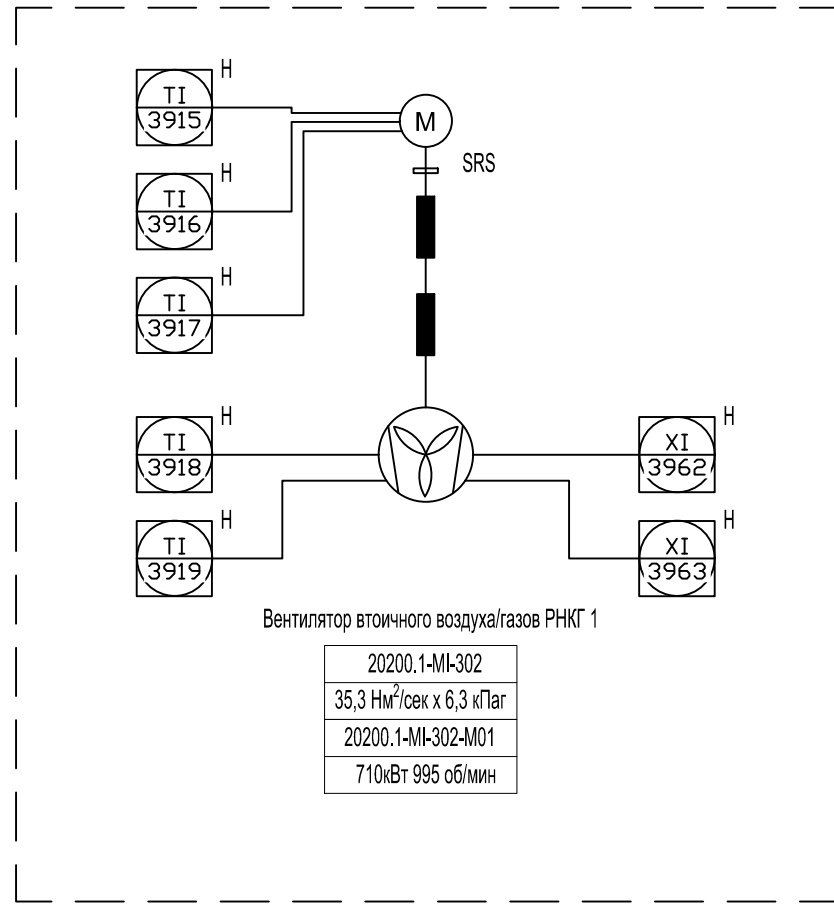 H
TI
3915
M
SRS
H
TI
3916
H
TI
3917
H
TI
3918
H
XI
3962
H
TI
3919
H
XI
3963
Вентилятор втоичного воздуха/газов РНКГ 1
20200.1-MI-302
35,3 Нм²/сек х 6,3 кПаг
20200.1-MI-302-M01
710кВт 995 об/мин